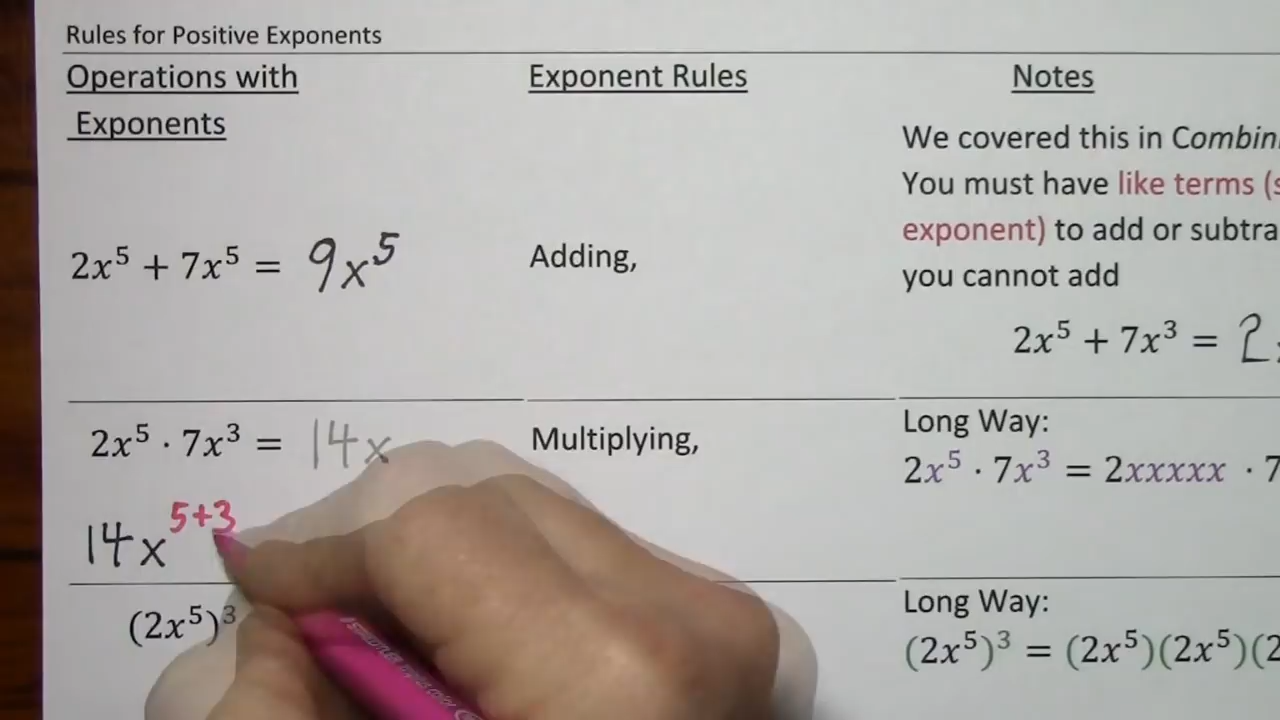 Rules for Positive Exponents
Operations with Exponent Rules Notes
Exponents
We covered this in Combin
You must have like terms (s
exponent) to add or subtra
you cannot add
2x⁵ + 7x⁵ = 9x⁵ Adding,
2x⁵ + 7x³ = 2
2x⁵ · 7x³ = 14x Multiplying,
Long Way:
2x⁵ · 7x³ = 2xxxxx · 7
14x⁵⁺³
(2x⁵)³
Long Way:
(2x⁵)³ = (2x⁵)(2x⁵)(2